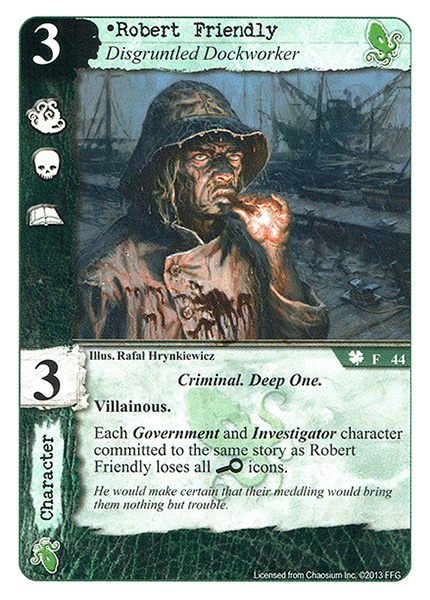 3
•Robert Friendly
Disgruntled Dockworker
Illus. Rafał Hrynkiewicz
F 44
3
Character
Criminal. Deep One.
Villainous.
Each Government and Investigator character
committed to the same story as Robert
Friendly loses all icons.
He would make certain that their meddling would bring
them nothing but trouble.
Licensed from Chaosium Inc. ©2013 FFG